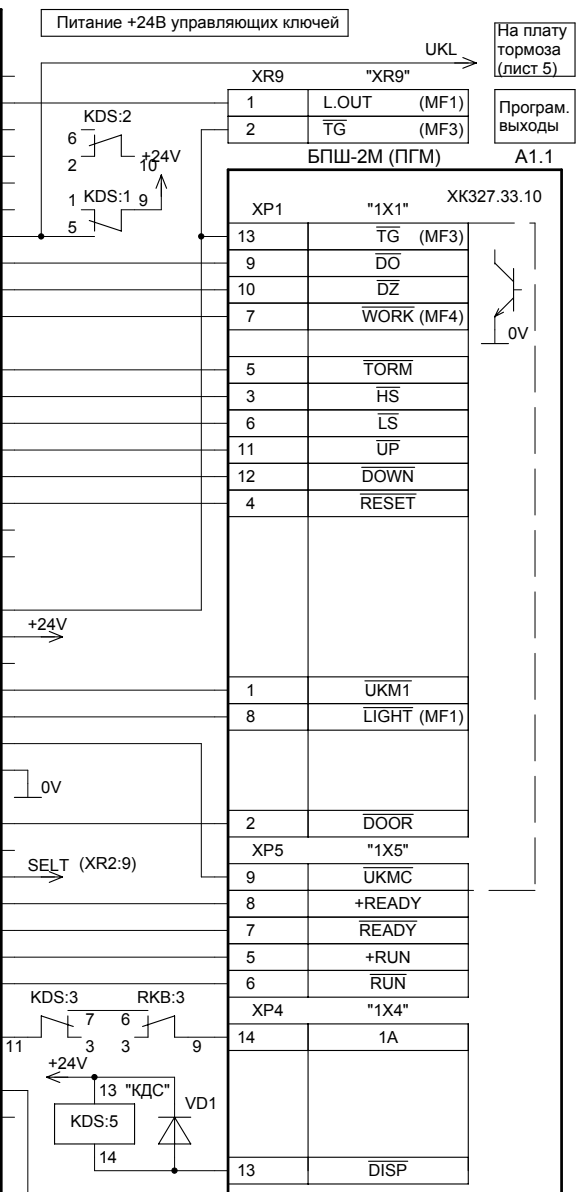 Питание +24В управляющих ключей
На плату
тормоза
(лист 5)
UKL
XR9 "XR9"
1 L.OUT (MF1)
2 TG (MF3)
Програм.
выходы
KDS:2
6
2 10
+24V
KDS:1
1 9
5
БПШ-2М (ПГМ) А1.1
ХК327.33.10
XP1 "1X1"
13 TG (MF3)
9 DO
10 DZ
7 WORK (MF4)
0V
5 TORM
3 HS
6 LS
11 UP
12 DOWN
4 RESET
+24V
1 UKM1
8 LIGHT (MF1)
0V
2 DOOR
XP5 "1X5"
SELT (XR2:9)
9 UKMC
8 +READY
7 READY
5 +RUN
6 RUN
KDS:3 RKB:3
XP4 "1X4"
7 6
14 1A
11 3 3 9
+24V
13 "КДС"
VD1
KDS:5
14
13 DISP